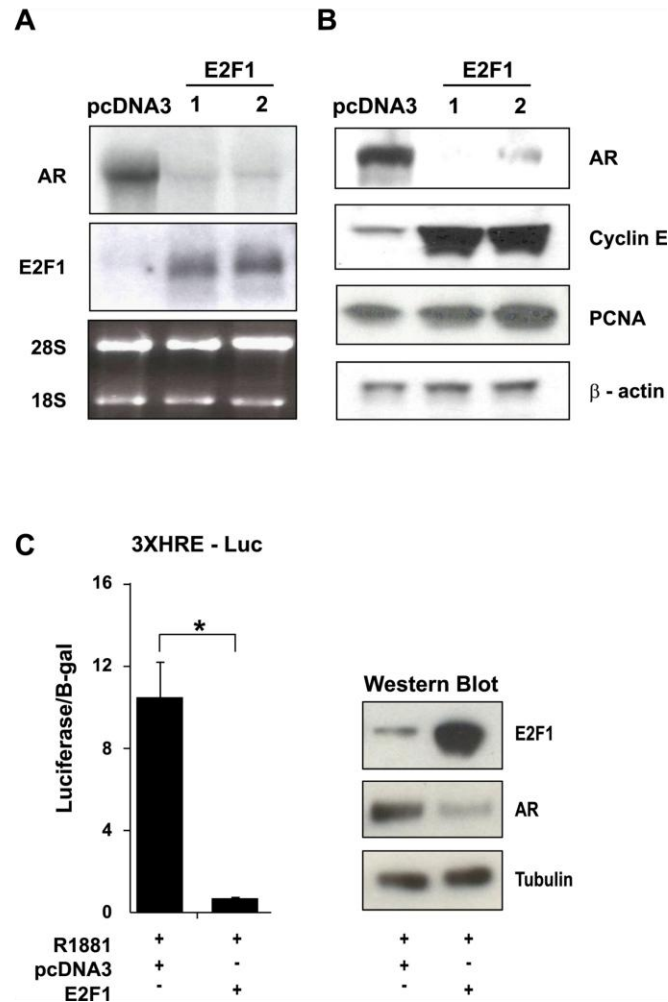 A
E2F1
pcDNA3 1 2
AR
E2F1
28S
18S
B
E2F1
pcDNA3 1 2
AR
Cyclin E
PCNA
β - actin
C
3XHRE - Luc
Luciferase/B-gal
16
12
8
4
0
*
R1881 + +
pcDNA3 + -
E2F1 - +
Western Blot
E2F1
AR
Tubulin
+ +
+ -
- +